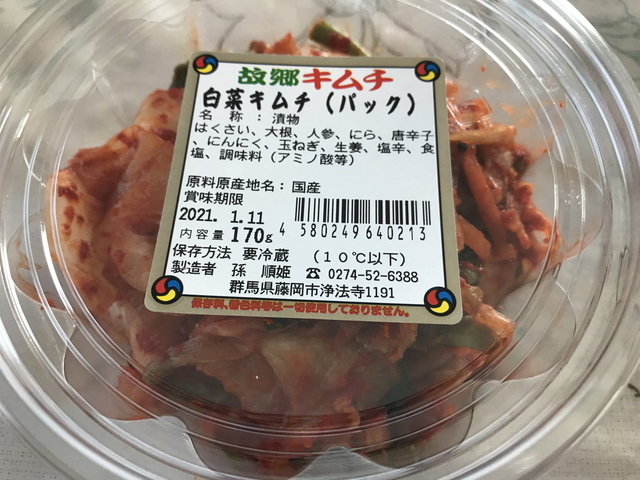 故郷キムチ
白菜キムチ（パック）
名 称 ：漬物
はくさい、大根、人参、にら、唐辛子
、にんにく、玉ねぎ、生姜、塩辛、食
塩、調味料（アミノ酸等）
原料原産地名：国産
賞味期限
2021. 1.11
4 580249 640213
内容量 170g
保存方法 要冷蔵 （10℃以下）
製造者 孫 順姫 ☎ 0274-52-6388
群馬県藤岡市浄法寺1191
保存料、着色料等は一切使用しておりません。